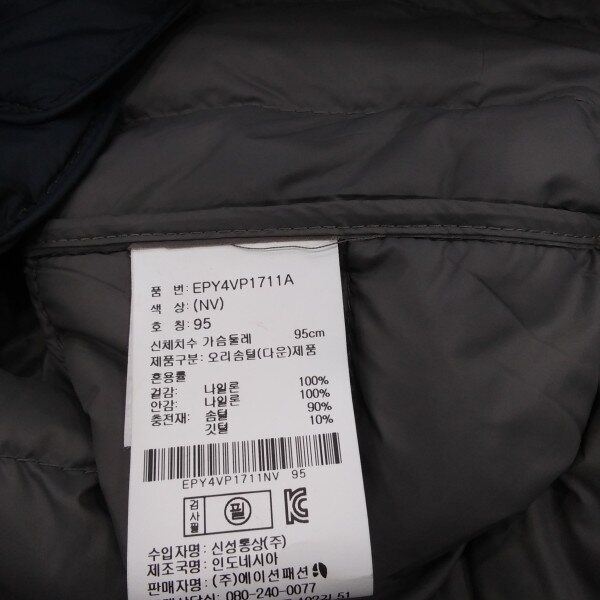 품 번: EPY4VP1711A
색 상: (NV)
호 칭: 95
신체치수 가슴둘레 95cm
제품구분: 오리솜털(다운)제품
혼용률
겉감: 나일론 100%
안감: 나일론 100%
충전재: 솜털 90%
깃털 10%
EPY4VP1711NV 95
검사필 필
수입자명: 신성통상(주)
제조국명: 인도네시아
판매자명: (주)에이션패션
080-240-0077